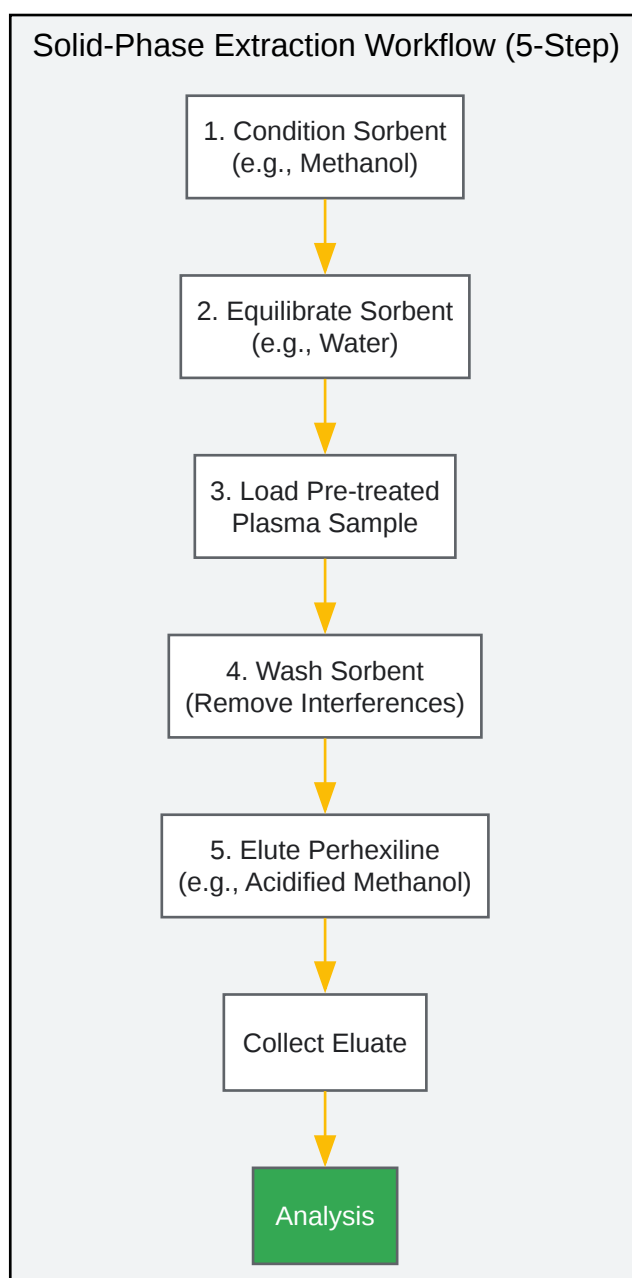 Solid-Phase Extraction Workflow (5-Step)
1. Condition Sorbent
(e.g., Methanol)
2. Equilibrate Sorbent
(e.g., Water)
3. Load Pre-treated
Plasma Sample
4. Wash Sorbent
(Remove Interferences)
5. Elute Perhexiline
(e.g., Acidified Methanol)
Collect Eluate
Analysis